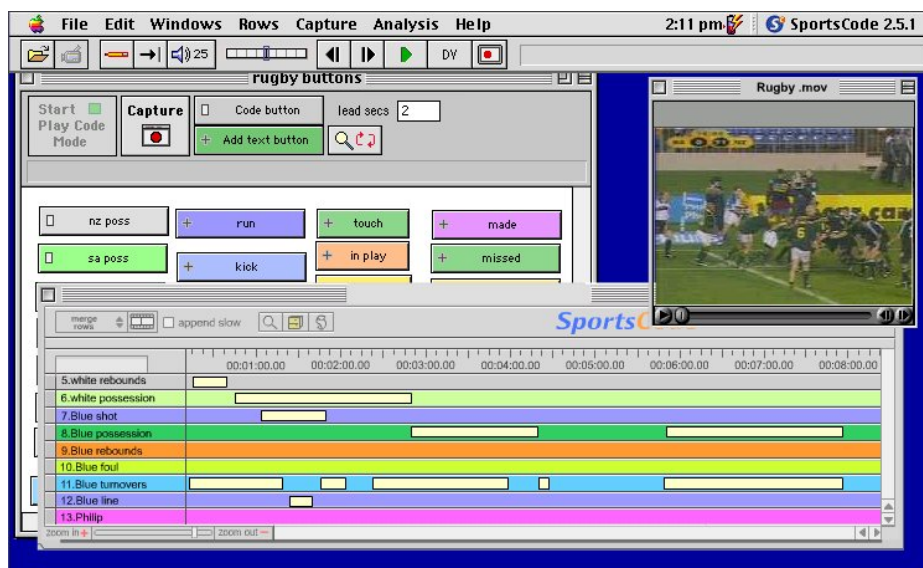 File Edit Windows Rows Capture Analysis Help 2:11 pm SportsCode 2.5.1
25 DV
rugby buttons
Rugby .mov
Start
Play Code
Mode
Capture
Code button
lead secs 2
+ Add text button
nz poss
+ run
+ touch
+ made
sa poss
+ kick
+ in play
+ missed
merge
rows
append slow
SportsCode
00:01:00.00 00:02:00.00 00:03:00.00 00:04:00.00 00:05:00.00 00:06:00.00 00:07:00.00 00:08:00.00
5.white rebounds
6.white possession
7.Blue shot
8.Blue possession
9.Blue rebounds
10.Blue foul
11.Blue turnovers
12.Blue line
13.Philip
zoom in+ zoom out−